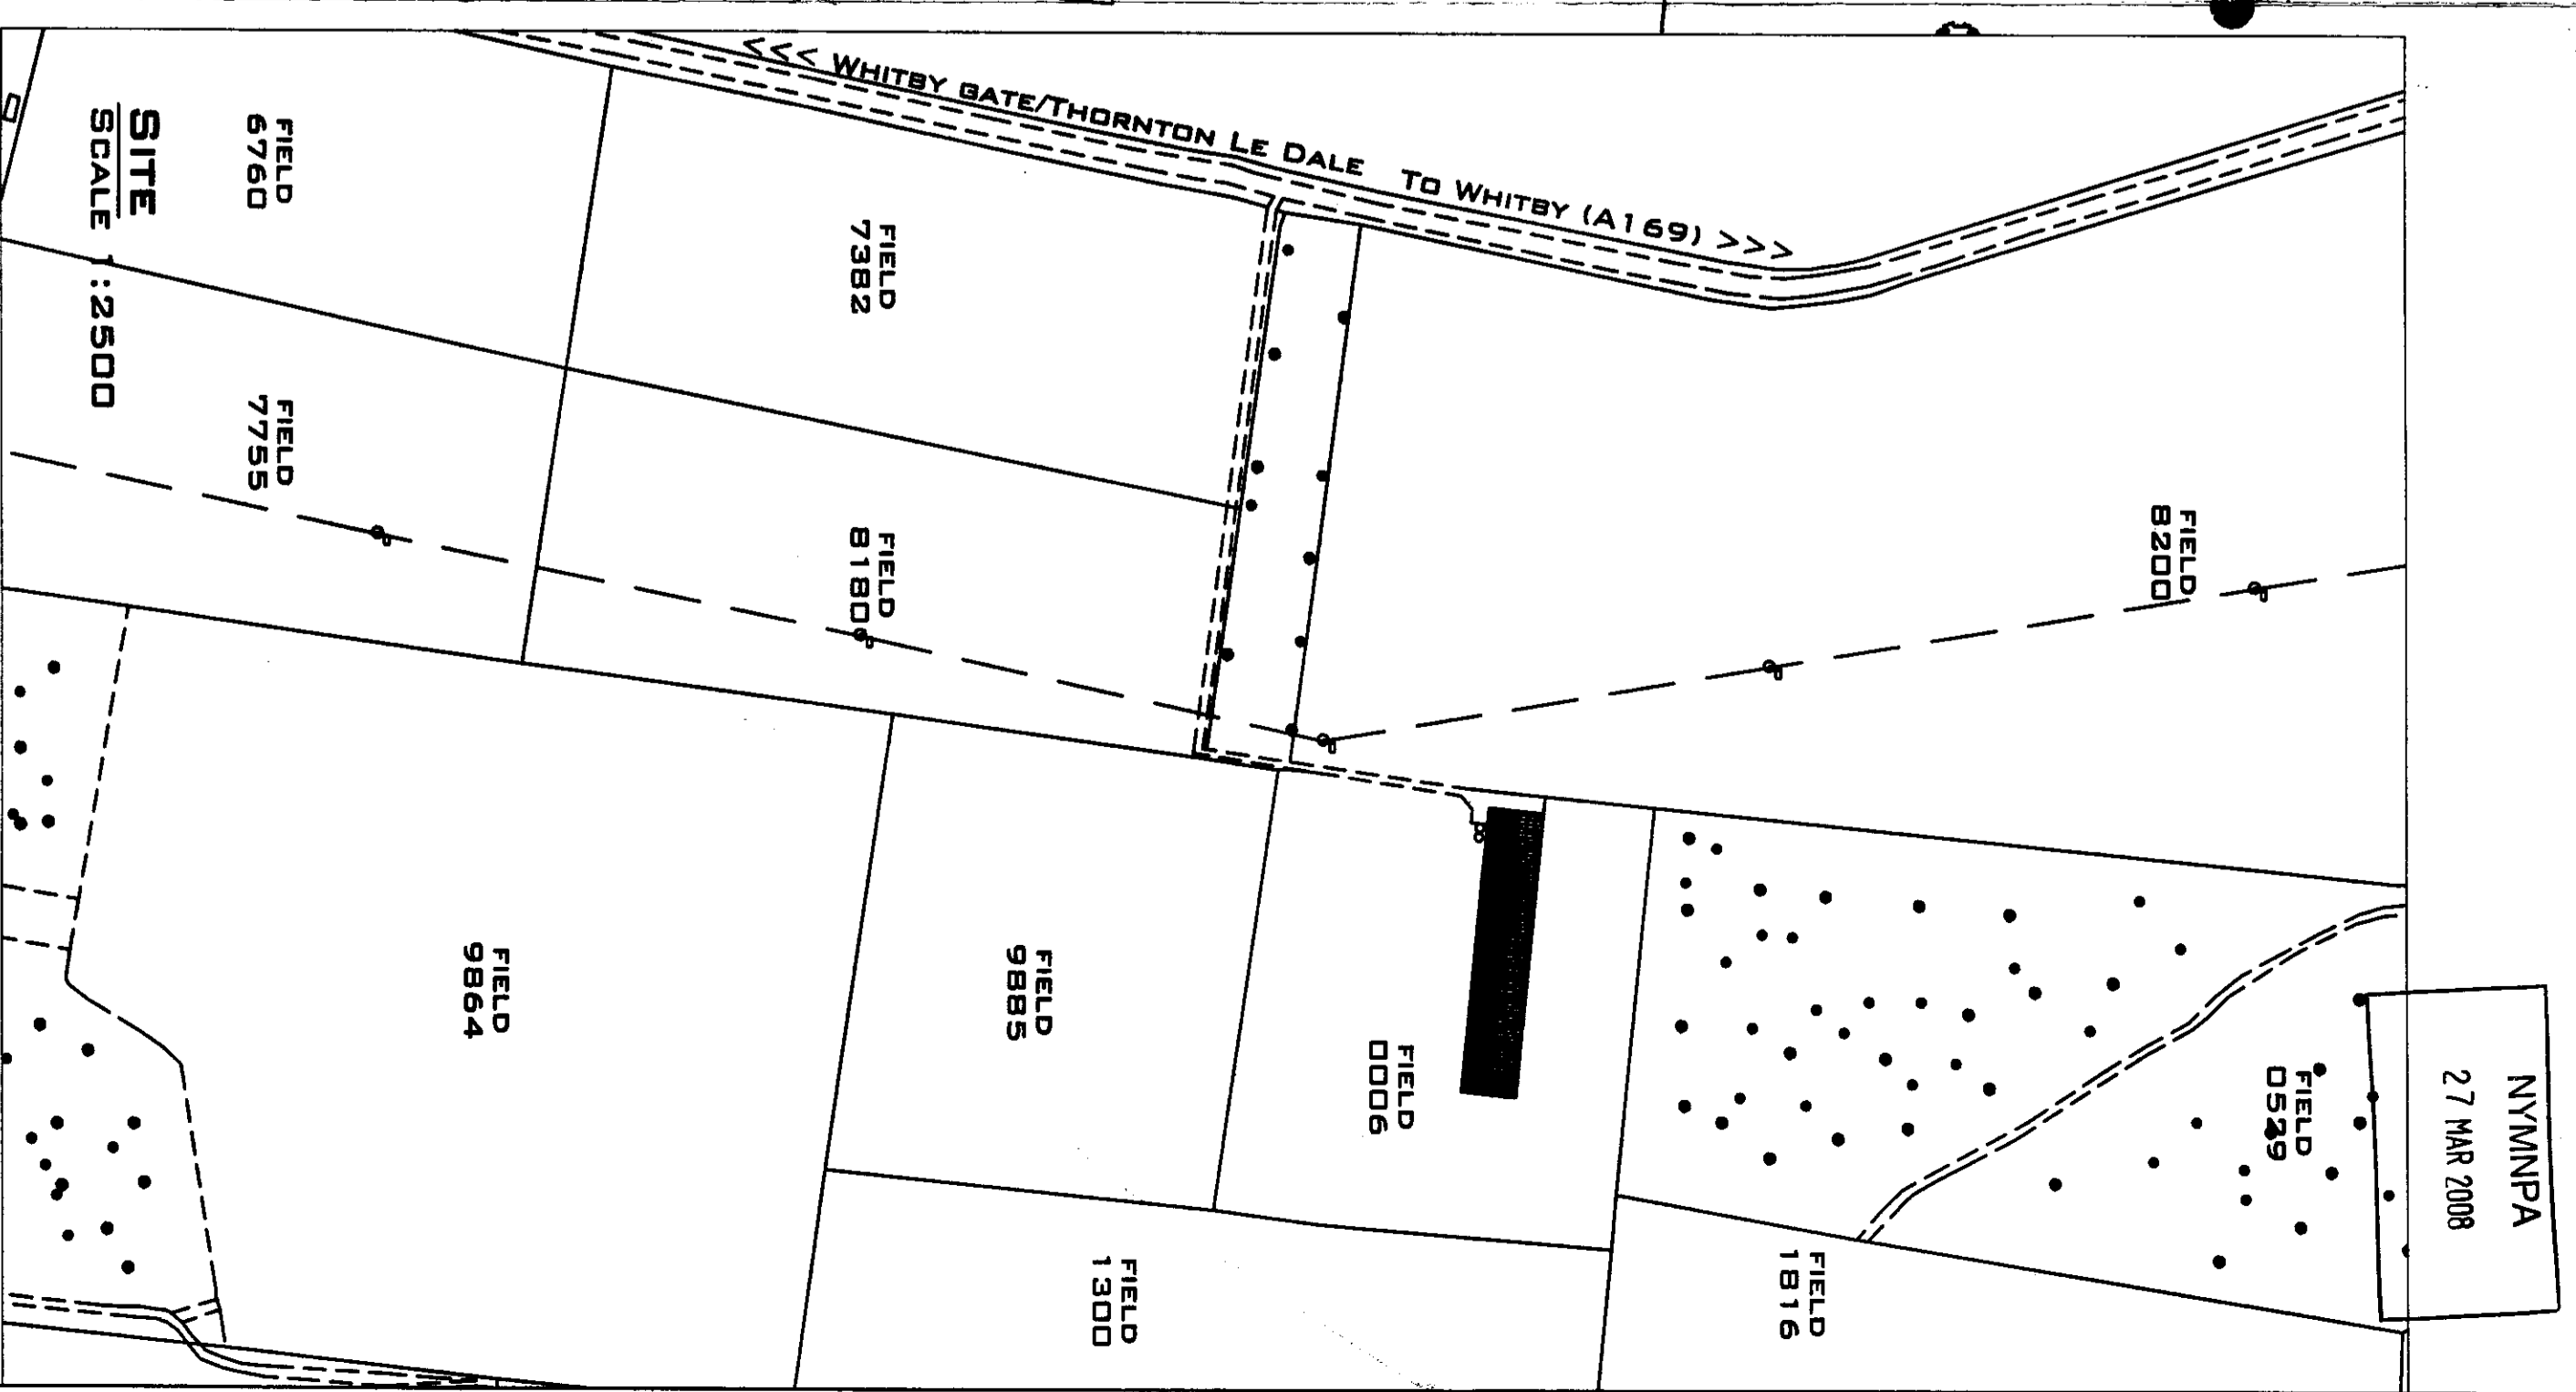 <<< WHITBY GATE/THORNTON LE DALE TO WHITBY (A169) >>>
SITE
SCALE 1:2500
FIELD
6760
FIELD
7755
FIELD
7382
FIELD
8180
FIELD
8200
FIELD
9864
FIELD
9885
FIELD
0006
FIELD
0529
FIELD
1300
FIELD
1816
NYMNPA
27 MAR 2008